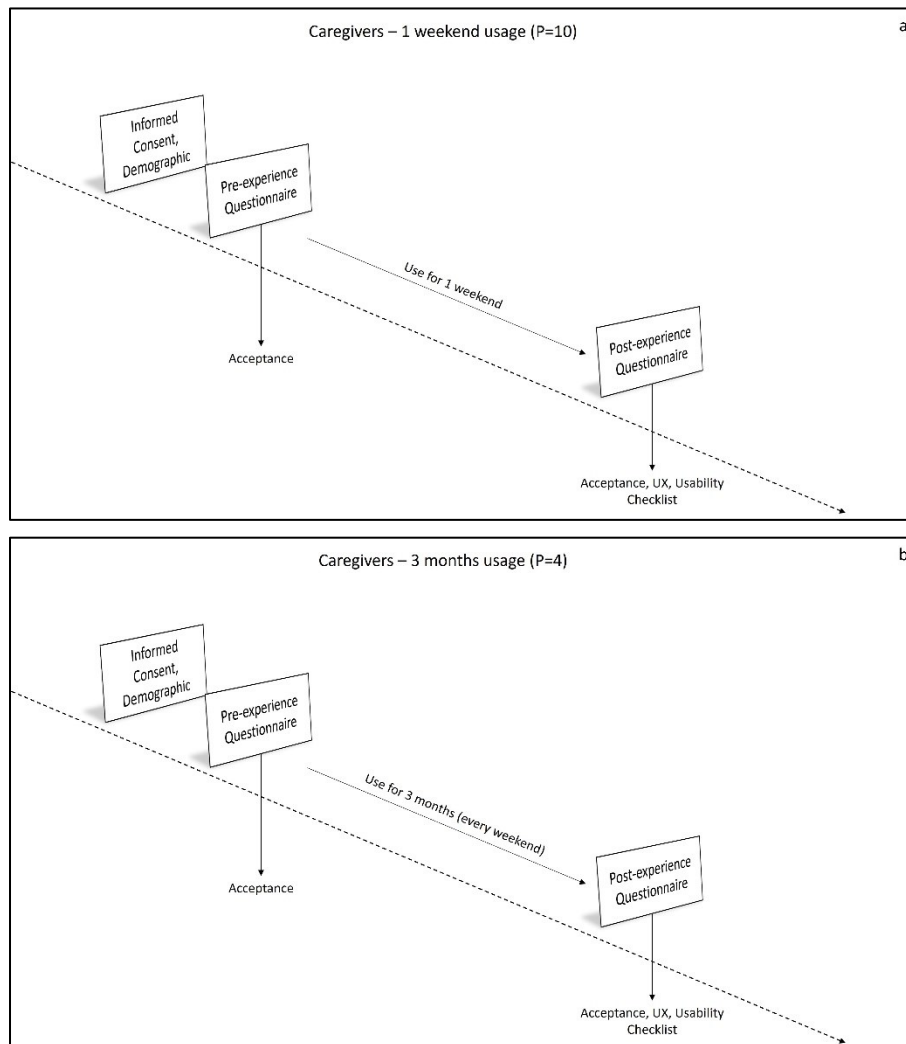 Caregivers – 1 weekend usage (P=10)
a
Informed
Consent,
Demographic
Pre-experience
Questionnaire
Use for 1 weekend
Acceptance
Post-experience
Questionnaire
Acceptance, UX, Usability
Checklist
Caregivers – 3 months usage (P=4)
b
Informed
Consent,
Demographic
Pre-experience
Questionnaire
Use for 3 months (every weekend)
Acceptance
Post-experience
Questionnaire
Acceptance, UX, Usability
Checklist